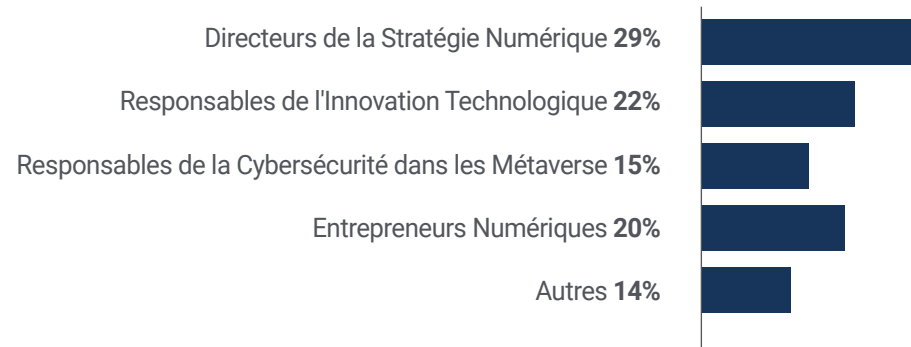 Directeurs de la Stratégie Numérique 29%
Responsables de l'Innovation Technologique 22%
Responsables de la Cybersécurité dans les Métaverse 15%
Entrepreneurs Numériques 20%
Autres 14%